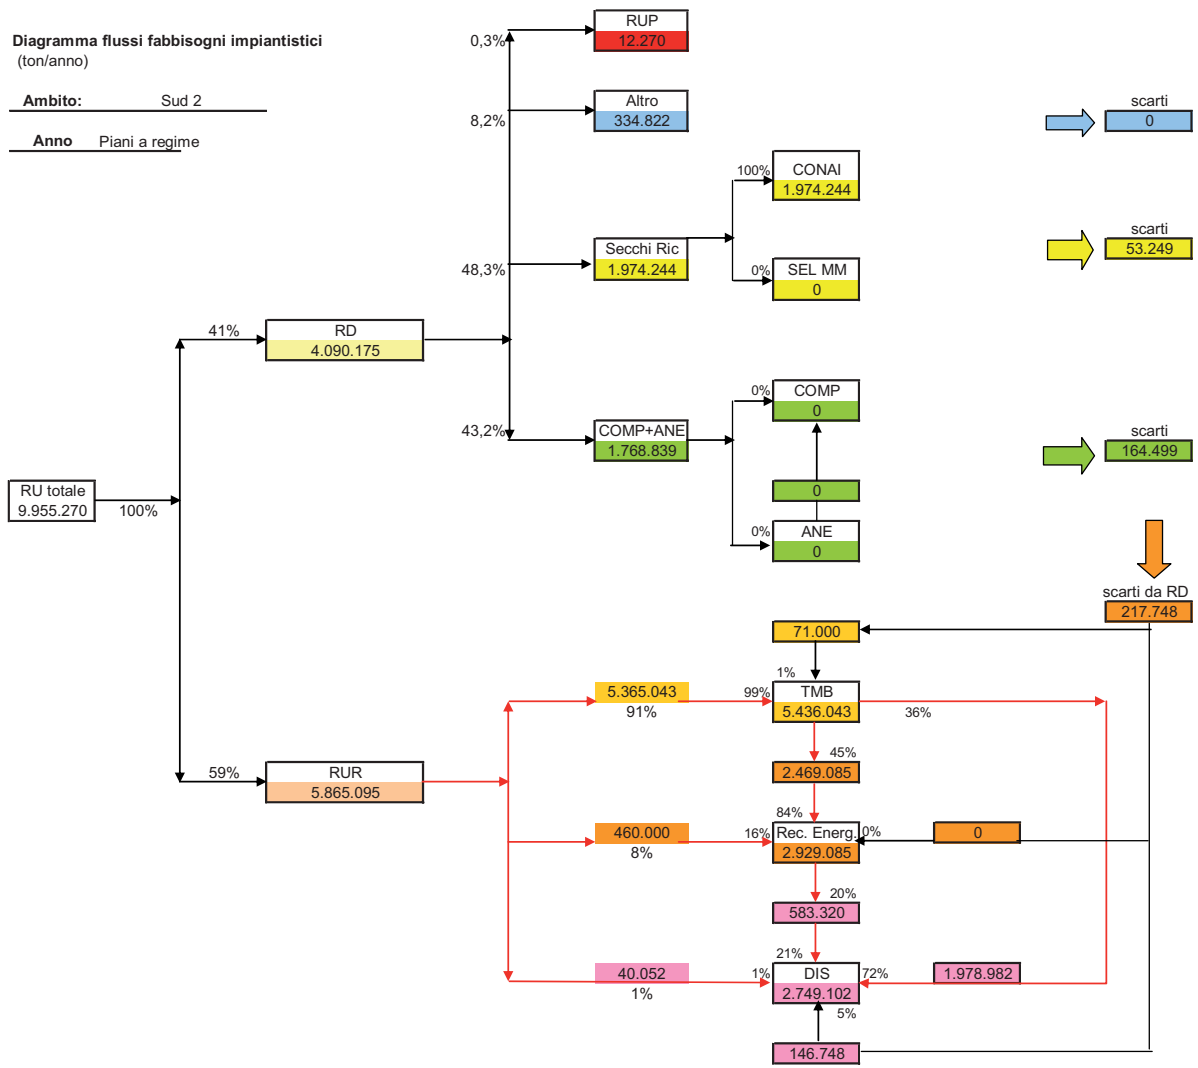 Diagramma flussi fabbisogni impiantistici
(ton/anno)
Ambito: Sud 2
Anno Piani a regime
0,3%
RUP
12.270
8,2%
Altro
334.822
scarti
0
100%
CONAI
1.974.244
48,3%
Secchi Ric
1.974.244
0%
SEL MM
0
scarti
53.249
41%
RD
4.090.175
43,2%
COMP+ANE
1.768.839
0%
COMP
0
0
0%
ANE
0
scarti
164.499
RU totale
9.955.270
100%
scarti da RD
217.748
71.000
1%
5.365.043
91%
99%
TMB
5.436.043
36%
45%
2.469.085
59%
RUR
5.865.095
84%
460.000
8%
16%
Rec. Energ.
2.929.085
0%
0
20%
583.320
21%
40.052
1%
1%
DIS
2.749.102
72%
1.978.982
5%
146.748